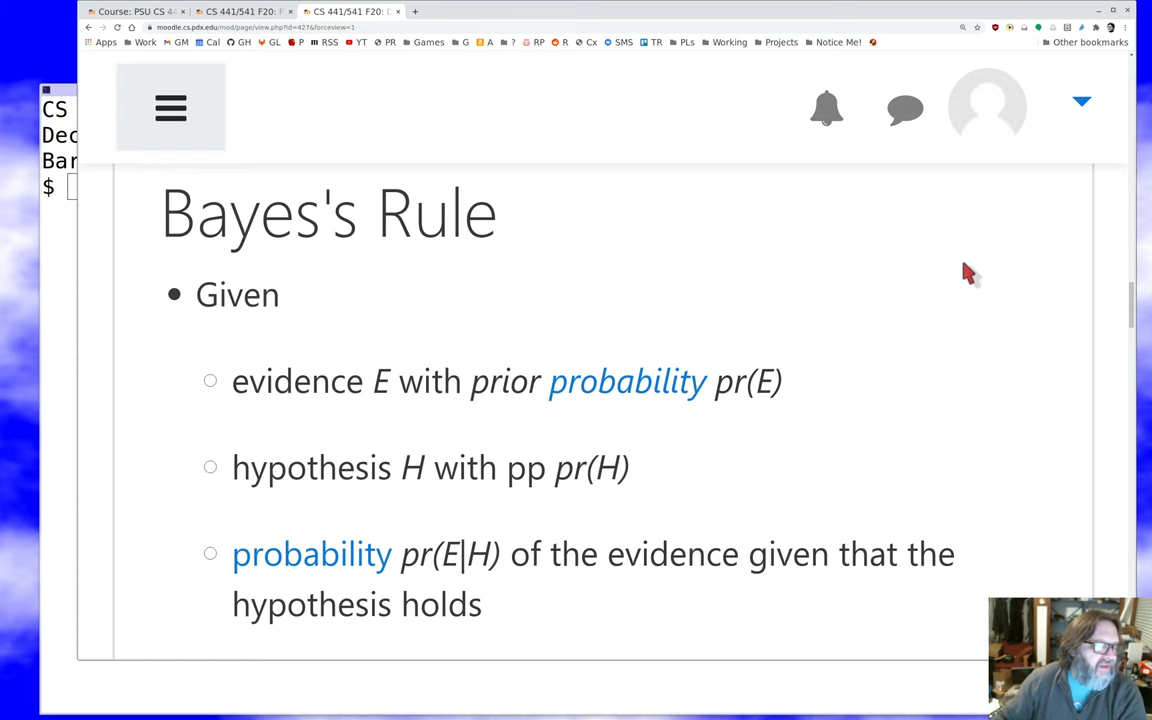 Course: PSU CS 44
CS 441/541 F20: P
CS 441/541 F20: D
moodle.cs.pdx.edu/mod/page/view.php?id=427&forceview=1
Apps Work GM Cal GH GL P RSS YT PR Games G A ? RP R Cx SMS TR PLs Working Projects Notice Me! Other bookmarks
CS
Dec
Bar
$
Bayes's Rule
Given
evidence E with prior probability pr(E)
hypothesis H with pp pr(H)
probability pr(E|H) of the evidence given that the
hypothesis holds